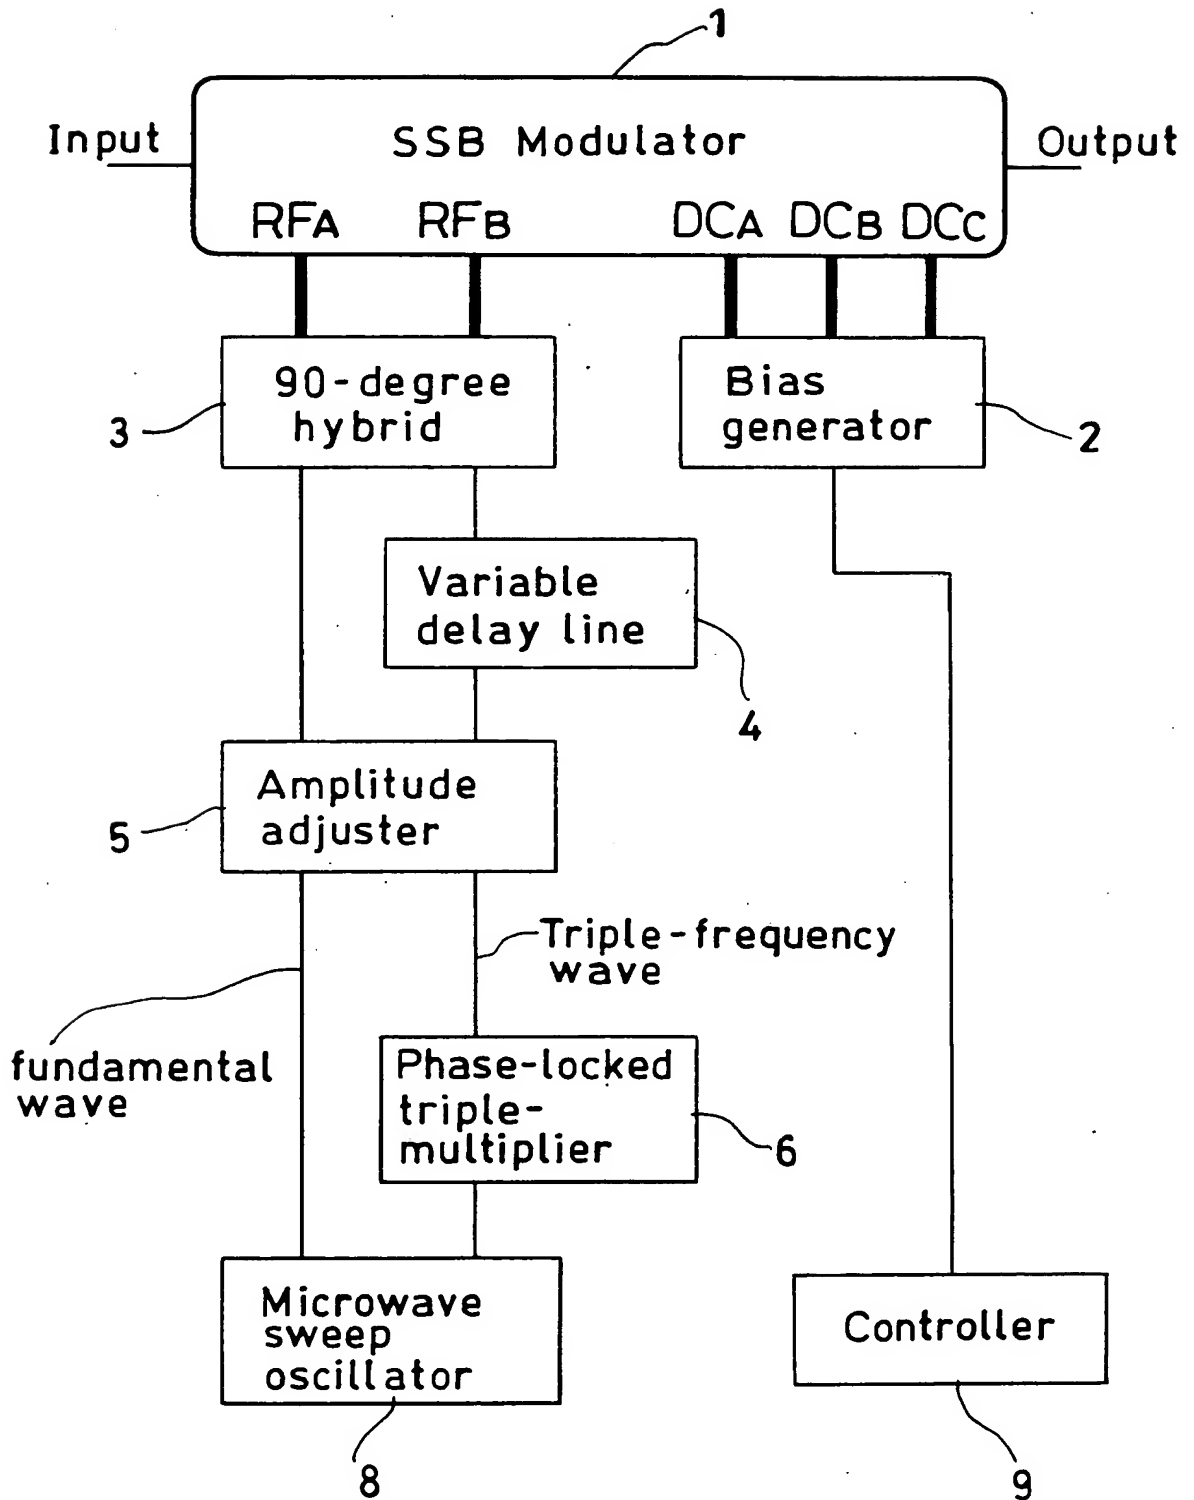 1
Input
SSB Modulator
Output
RFA
RFB
DCA
DCB
DCC
90-degree
hybrid
3
Bias
generator
2
Variable
delay line
4
Amplitude
adjuster
5
Triple-frequency
wave
fundamental
wave
Phase-locked
triple-
multiplier
6
Microwave
sweep
oscillator
Controller
8
9